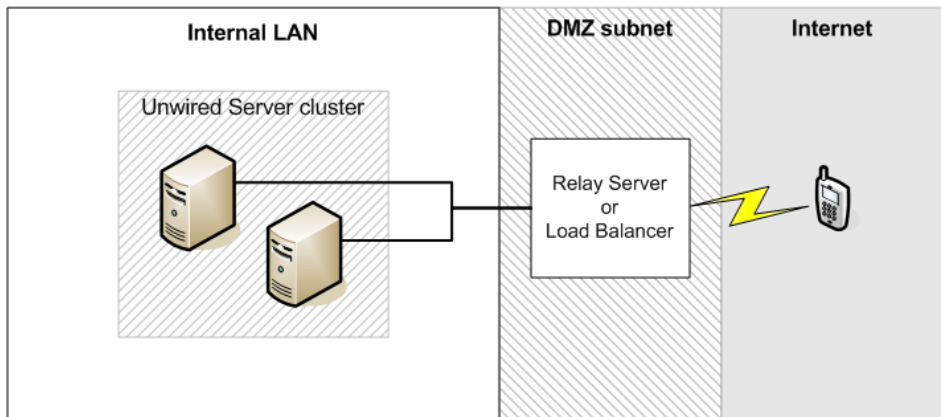 Internal LAN
DMZ subnet
Internet
Unwired Server cluster
Relay Server
or
Load Balancer